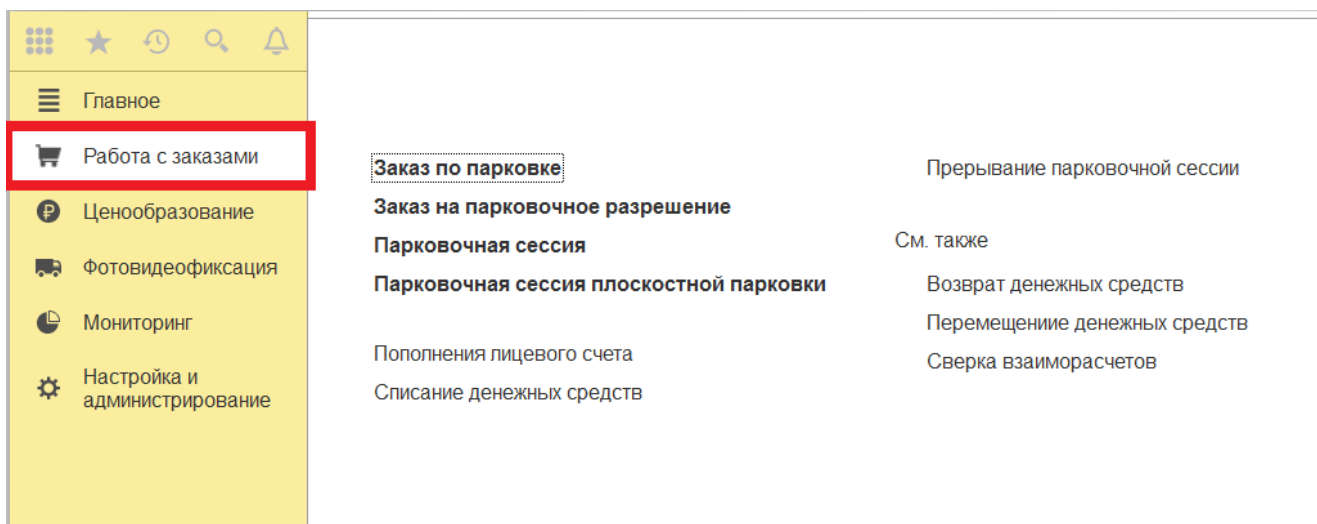 Главное
Работа с заказами
Ценообразование
Фотовидеофиксация
Мониторинг
Настройка и
администрирование
Заказ по парковке
Заказ на парковочное разрешение
Парковочная сессия
Парковочная сессия плоскостной парковки
Пополнения лицевого счета
Списание денежных средств
Прерывание парковочной сессии
См. также
Возврат денежных средств
Перемещениие денежных средств
Сверка взаиморасчетов